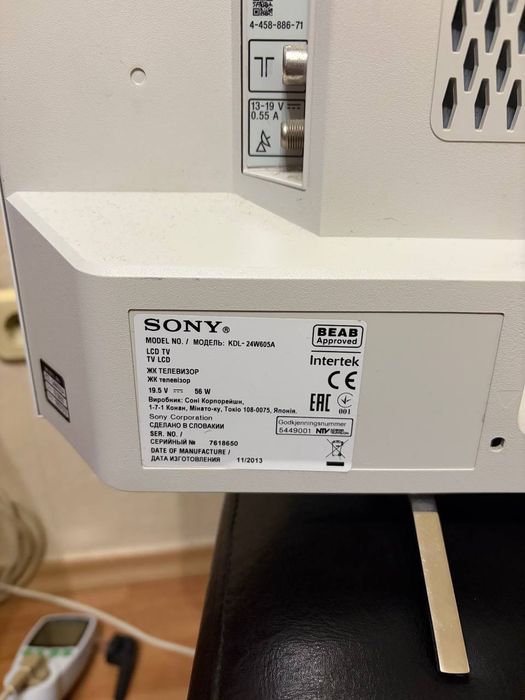 4-458-886-71
13-19 V
0.55 A
SONY®
MODEL NO. / МОДЕЛЬ: KDL- 24W605A
LCD TV
TV LCD
ЖК ТЕЛЕВИЗОР
ЖК телевізор
19.5 V 56 W
Виробник: Соні Корпорейшн,
1-7-1 Конан, Мінато-ку, Токіо 108-0075, Японія.
Sony Corporation
СДЕЛАНО В СЛОВАКИИ
SER. NO. /
СЕРИЙНЫЙ № 7618650
DATE OF MANUFACTURE /
ДАТА ИЗГОТОВЛЕНИЯ 11/2013
BEAB
Approved
Intertek
CE
EAC 001
Godkjenningsnummer
5449001 NTV